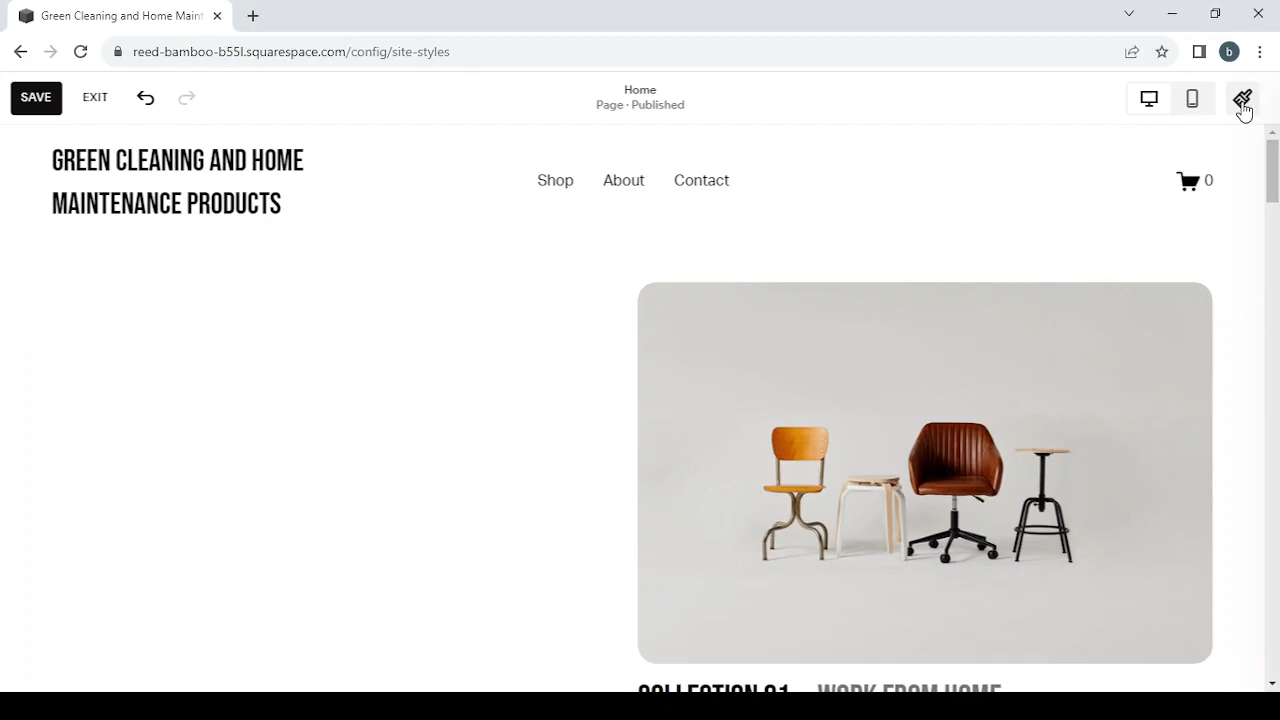 Green Cleaning and Home Maint
reed-bamboo-b55l.squarespace.com/config/site-styles
b
SAVE
EXIT
Home
Page · Published
GREEN CLEANING AND HOME
MAINTENANCE PRODUCTS
Shop
About
Contact
0
COLLECTION 01 — WORK FROM HOME